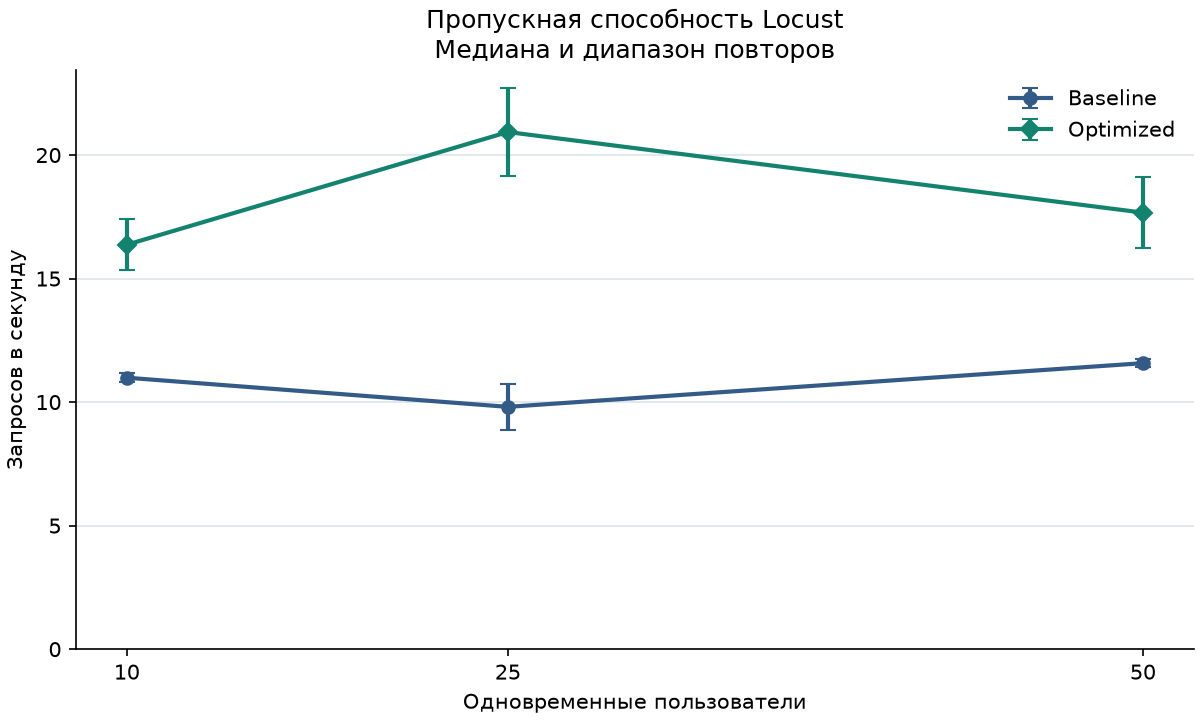 Пропускная способность Locust
Медиана и диапазон повторов
Baseline
Optimized
Запросов в секунду
20
15
10
5
0
10
25
50
Одновременные пользователи